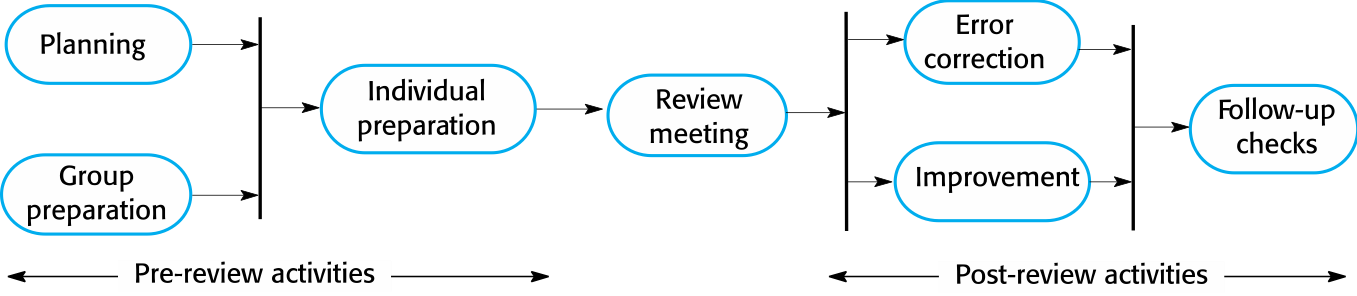 Planning
Group
preparation
Individual
preparation
Review
meeting
Error
correction
Improvement
Follow-up
checks
Pre-review activities
Post-review activities